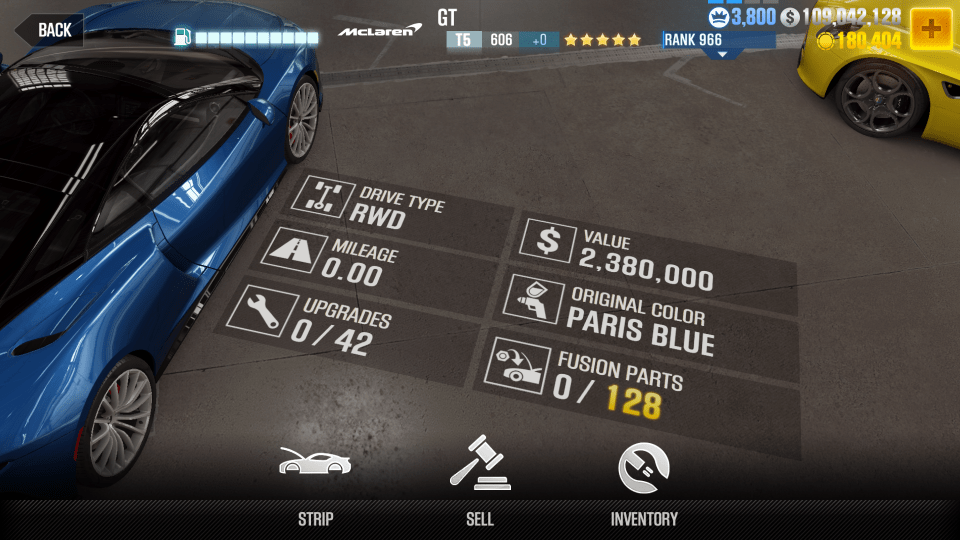 BACK
McLaren
GT
T5 606 +0
RANK 966
3,800 109,042,128
180,404
DRIVE TYPE
RWD
MILEAGE
0.00
UPGRADES
0 / 42
VALUE
2,380,000
ORIGINAL COLOR
PARIS BLUE
FUSION PARTS
0 / 128
STRIP
SELL
INVENTORY